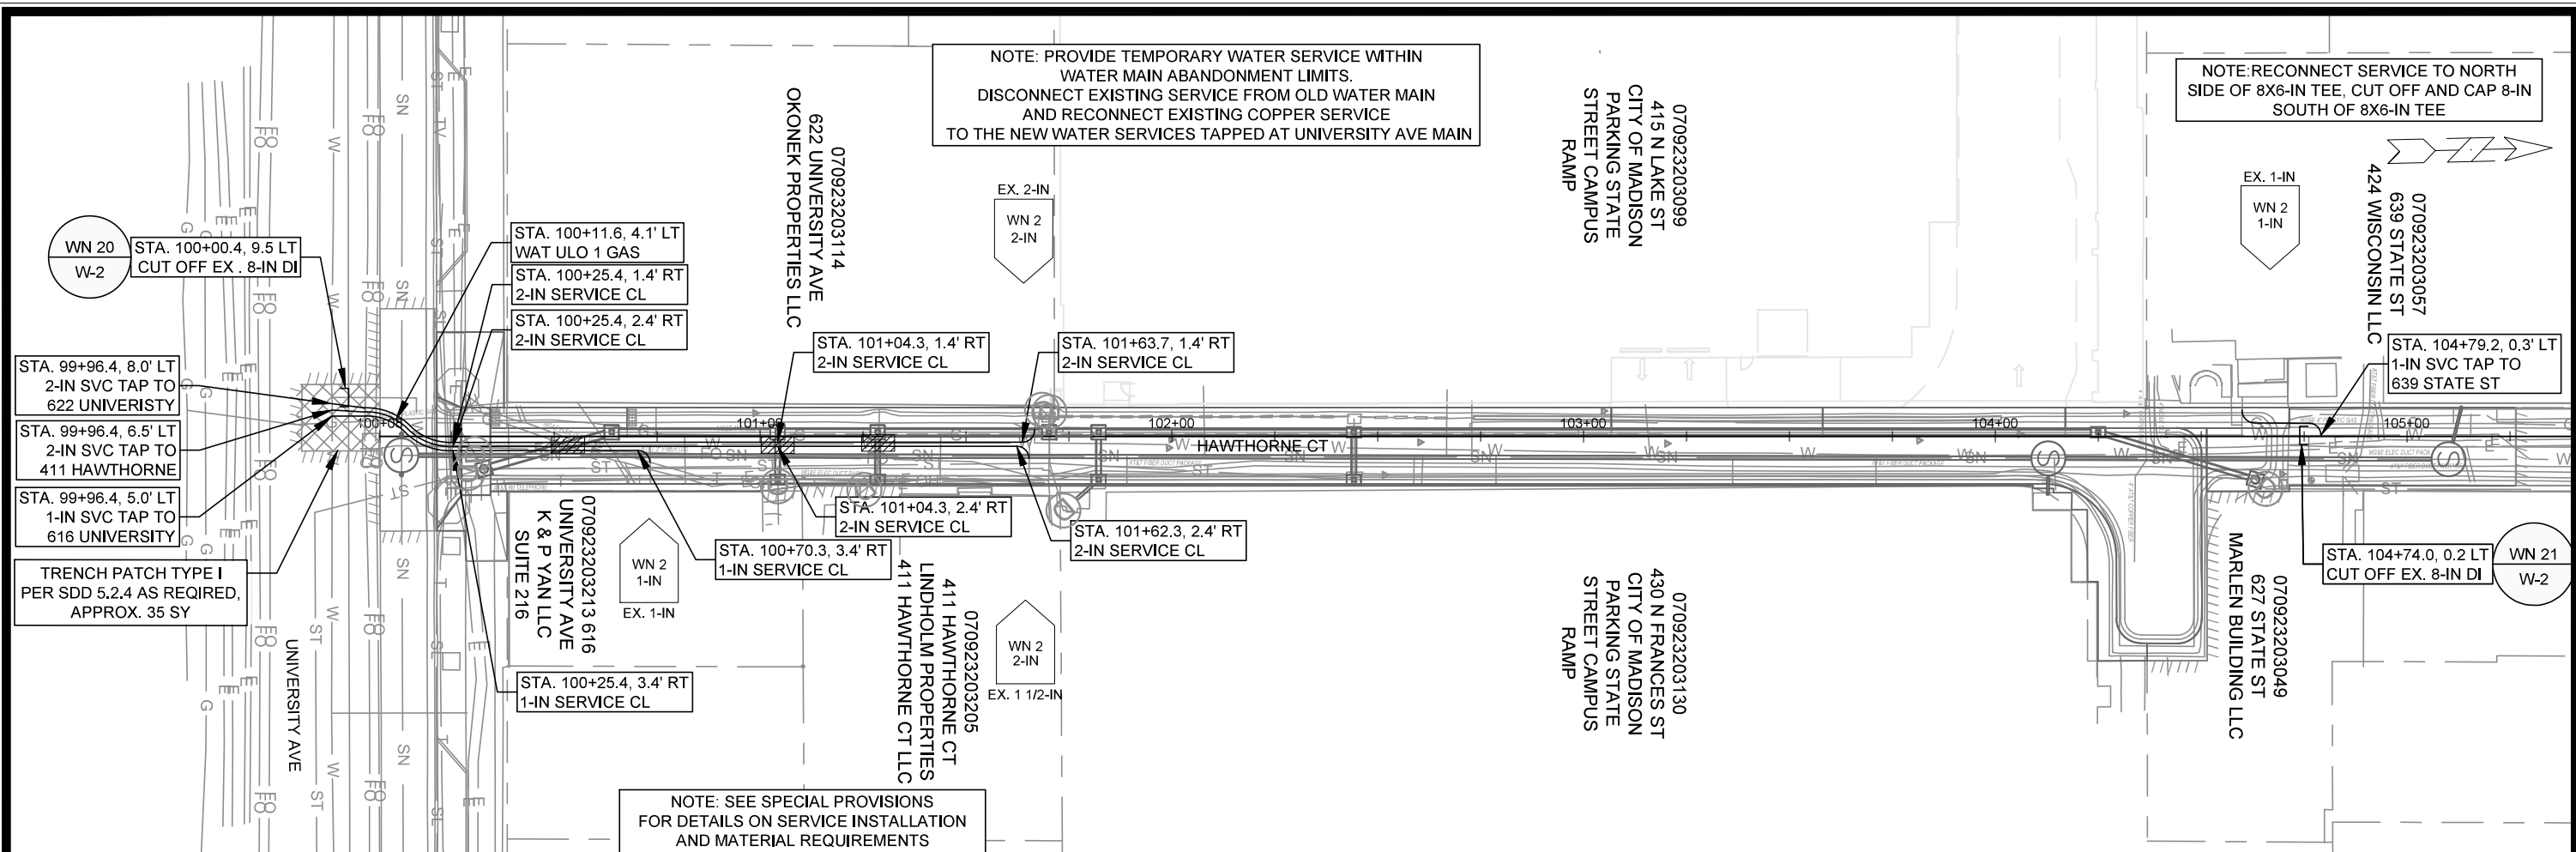 NOTE: PROVIDE TEMPORARY WATER SERVICE WITHIN
WATER MAIN ABANDONMENT LIMITS.
DISCONNECT EXISTING SERVICE FROM OLD WATER MAIN
AND RECONNECT EXISTING COPPER SERVICE
TO THE NEW WATER SERVICES TAPPED AT UNIVERSITY AVE MAIN
NOTE:RECONNECT SERVICE TO NORTH
SIDE OF 8X6-IN TEE, CUT OFF AND CAP 8-IN
SOUTH OF 8X6-IN TEE
070923203114
622 UNIVERSITY AVE
OKONEK PROPERTIES LLC
EX. 2-IN
WN 2
2-IN
070923203099
415 N LAKE ST
CITY OF MADISON
PARKING STATE
STREET CAMPUS
RAMP
EX. 1-IN
WN 2
1-IN
070923203057
639 STATE ST
424 WISCONSIN LLC
WN 20
W-2
STA. 100+00.4, 9.5 LT
CUT OFF EX . 8-IN DI
STA. 100+11.6, 4.1' LT
WAT ULO 1 GAS
STA. 100+25.4, 1.4' RT
2-IN SERVICE CL
STA. 100+25.4, 2.4' RT
2-IN SERVICE CL
STA. 101+04.3, 1.4' RT
2-IN SERVICE CL
STA. 101+63.7, 1.4' RT
2-IN SERVICE CL
STA. 104+79.2, 0.3' LT
1-IN SVC TAP TO
639 STATE ST
STA. 99+96.4, 8.0' LT
2-IN SVC TAP TO
622 UNIVERISTY
STA. 99+96.4, 6.5' LT
2-IN SVC TAP TO
411 HAWTHORNE
STA. 99+96.4, 5.0' LT
1-IN SVC TAP TO
616 UNIVERSITY
TRENCH PATCH TYPE I
PER SDD 5.2.4 AS REQIRED,
APPROX. 35 SY
102+00
103+00
104+00
105+00
HAWTHORNE CT
STA. 101+04.3, 2.4' RT
2-IN SERVICE CL
STA. 101+62.3, 2.4' RT
2-IN SERVICE CL
STA. 100+70.3, 3.4' RT
1-IN SERVICE CL
STA. 104+74.0, 0.2 LT
CUT OFF EX. 8-IN DI
WN 21
W-2
070923203213 616
UNIVERSITY AVE
K & P YAN LLC
SUITE 216
WN 2
1-IN
EX. 1-IN
070923203205
411 HAWTHORNE CT
LINDHOLM PROPERTIES
411 HAWTHORNE CT LLC
WN 2
2-IN
EX. 1 1/2-IN
070923203130
430 N FRANCES ST
CITY OF MADISON
PARKING STATE
STREET CAMPUS
RAMP
070923203049
627 STATE ST
MARLEN BUILDING LLC
STA. 100+25.4, 3.4' RT
1-IN SERVICE CL
UNIVERSITY AVE
NOTE: SEE SPECIAL PROVISIONS
FOR DETAILS ON SERVICE INSTALLATION
AND MATERIAL REQUIREMENTS